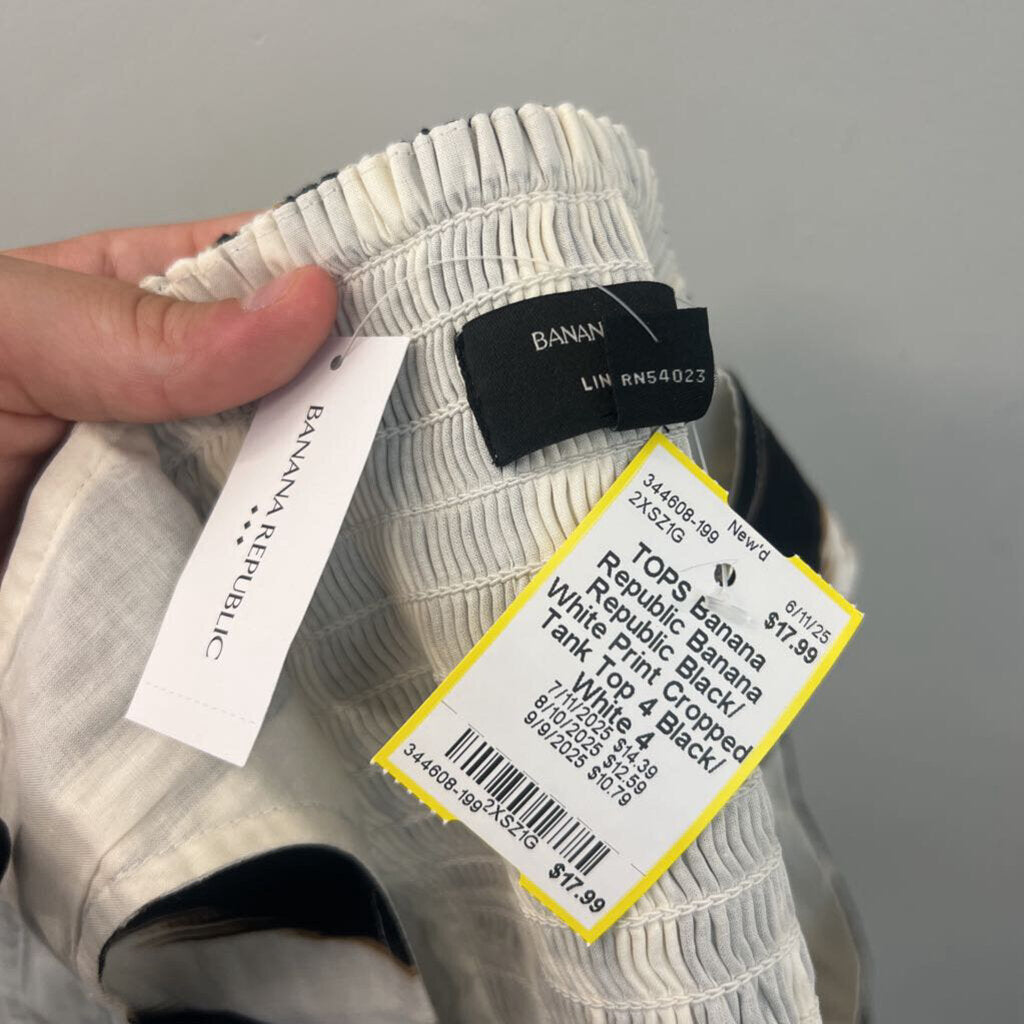 BANAN
LIN
RN54023
BANANA REPUBLIC
344608-199
2XSZ1G
New'd
6/11/25
$17.99
TOPS Banana
Republic Banana
Republic Black/
White Print Cropped
Tank Top 4 Black/
White 4
7/11/2025 $14.39
8/10/2025 $12.59
9/9/2025 $10.79
344608-199
2XSZ1G
$17.99